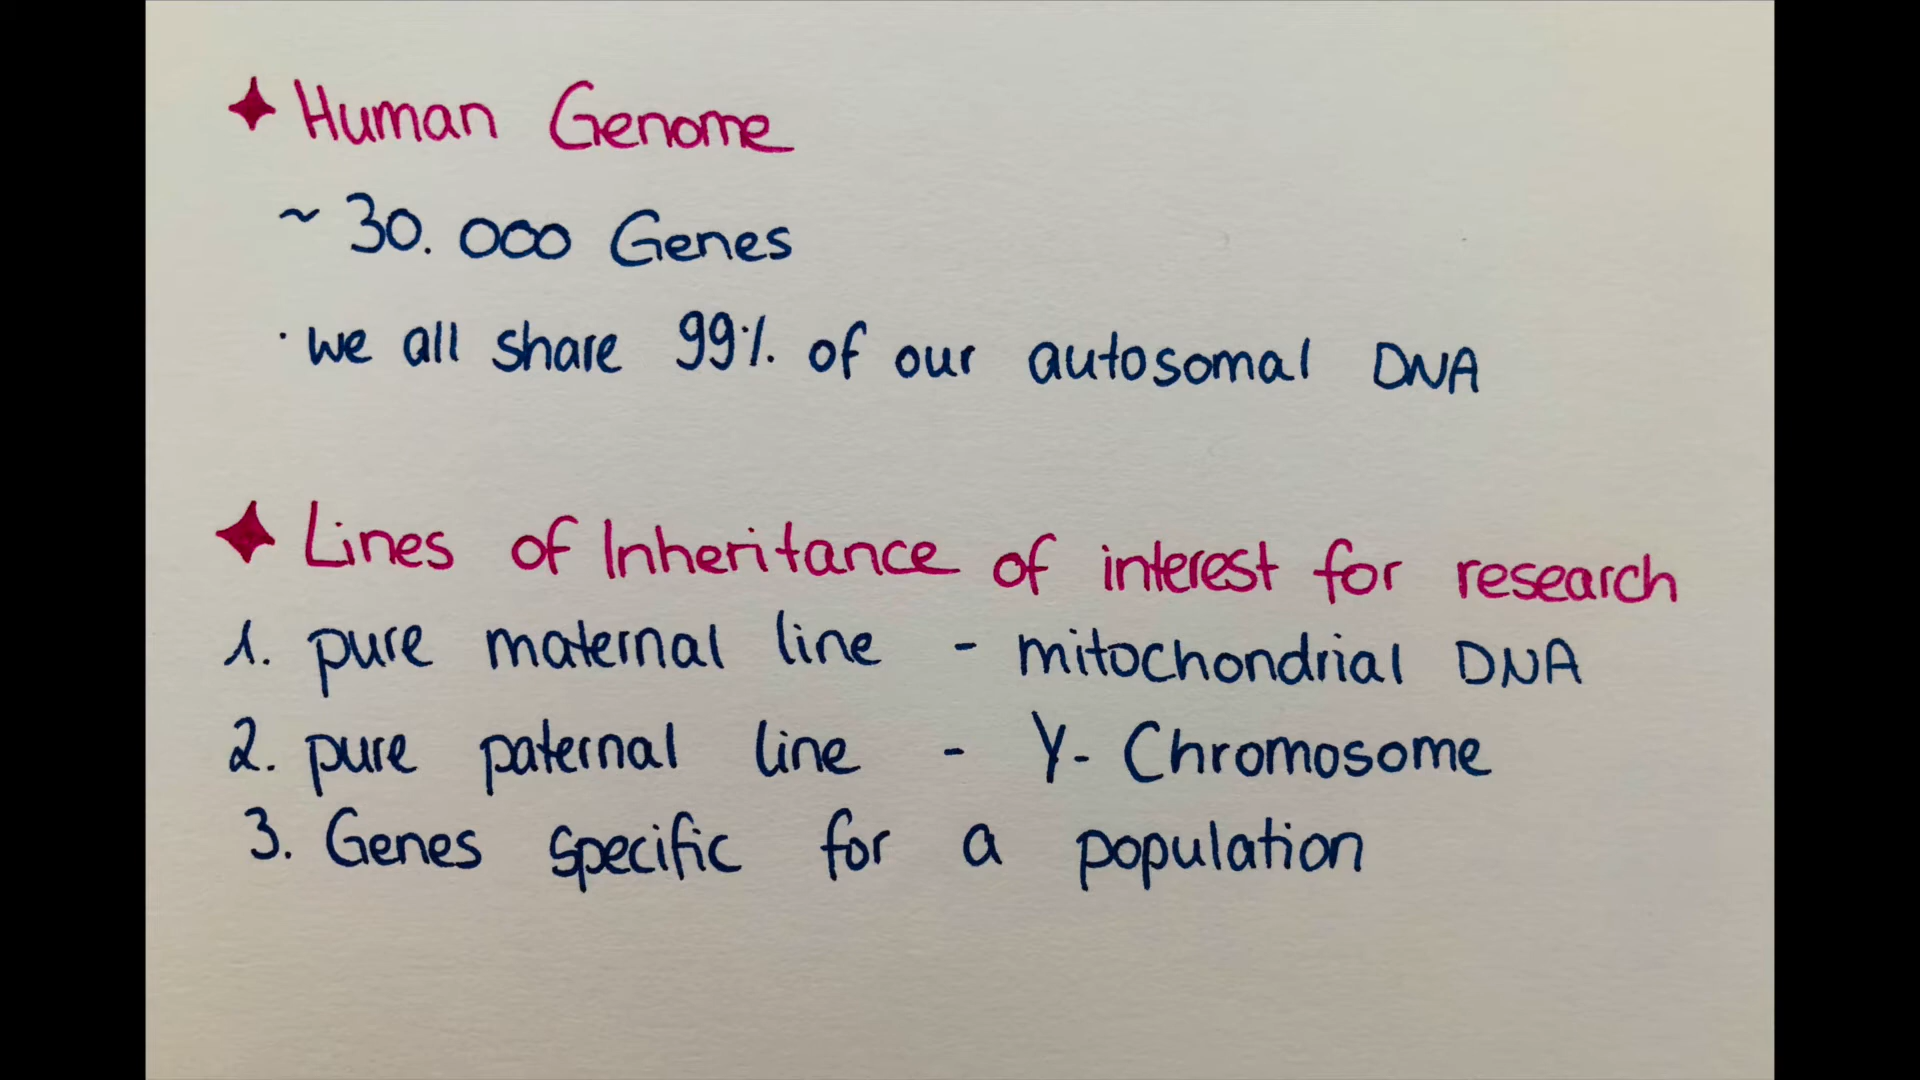 Human Genome
~ 30.000 Genes
· we all share 99% of our autosomal DNA
Lines of Inheritance of interest for research
1. pure maternal line - mitochondrial DNA
2. pure paternal line - Y-Chromosome
3. Genes specific for a population